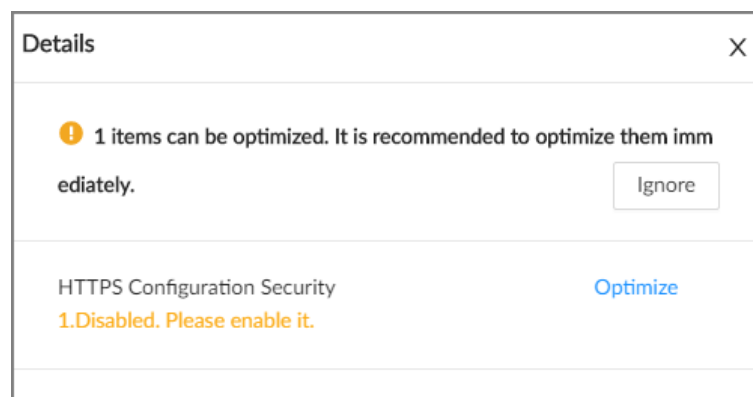 Details
X
1 items can be optimized. It is recommended to optimize them imm
ediately.
Ignore
HTTPS Configuration Security
Optimize
1.Disabled. Please enable it.